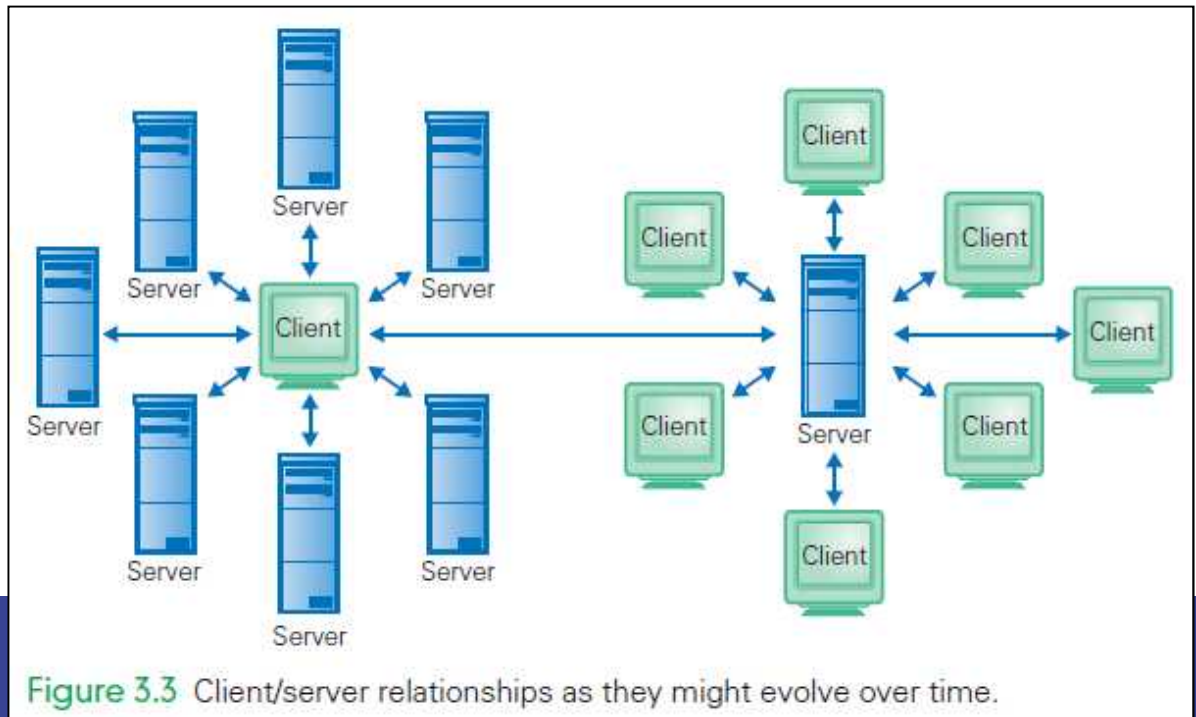 Client
Server
Client
Client
Server
Server
Client
Client
Server
Client
Client
Server
Server
Client
Server
Server
Client
Server
Client
Server
Figure 3.3 Client/server relationships as they might evolve over time.